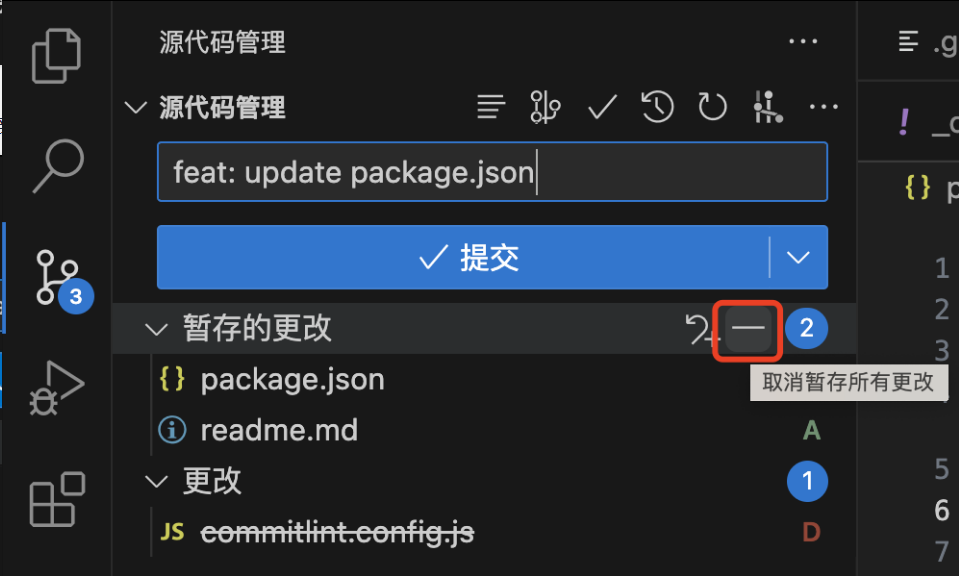 源代码管理
源代码管理
feat: update package.json
提交
3
暂存的更改 2
{} package.json
取消暂存所有更改
readme.md A
更改 1
JS commitlint.config.js D
.g
! _c
{} p
1
2
3
5
6
7